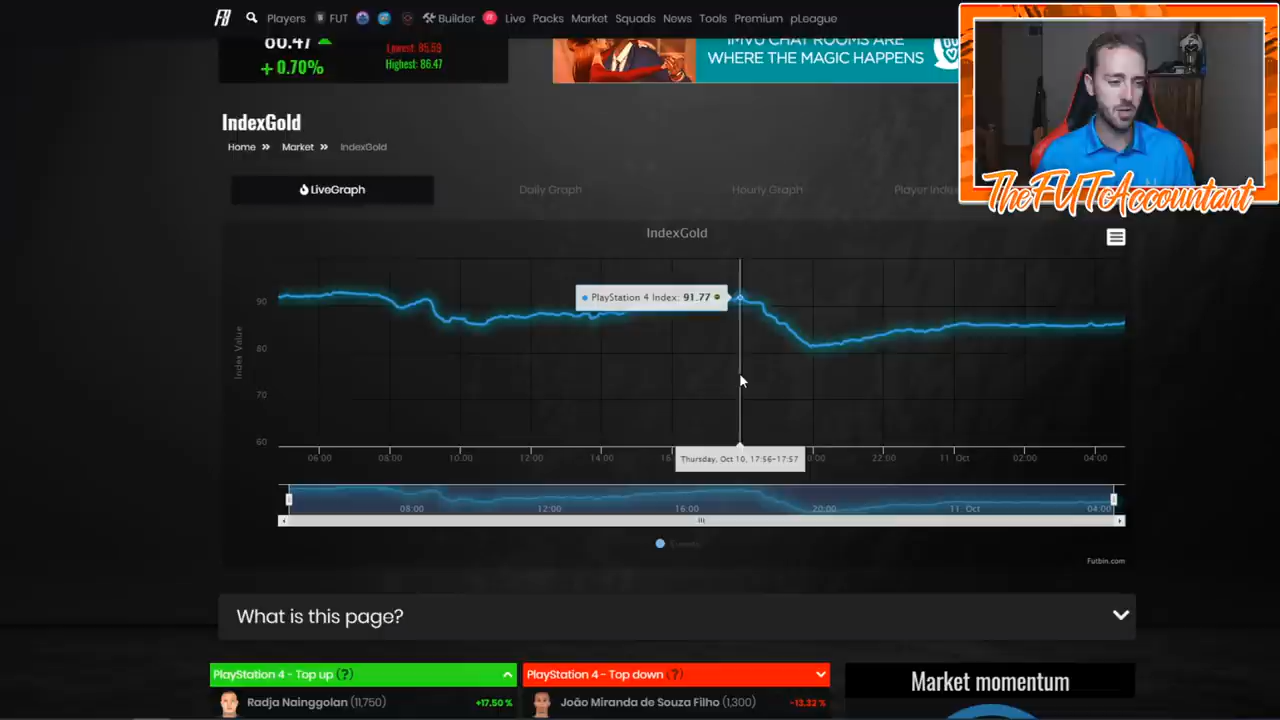 Players FUT Builder Live Packs Market Squads News Tools Premium pLeague
86.47
+ 0.70%
Lowest: 85.59
Highest: 86.47
IMVU CHAT ROOMS ARE
WHERE THE MAGIC HAPPENS
TheFUTAccountant
IndexGold
Home » Market » IndexGold
LiveGraph Daily Graph Hourly Graph Player Index
IndexGold
PlayStation 4 Index: 91.77
Index Value
90
80
70
60
06:00 08:00 10:00 12:00 14:00 16 0:00 22:00 11 Oct 02:00 04:00
Thursday, Oct 10, 17:56-17:57
08:00 12:00 16:00 20:00 11. Oct 04:00
Futbin.com
What is this page?
PlayStation 4 - Top up (?)
PlayStation 4 - Top down (?)
Market momentum
Radja Nainggolan (11,750) +17.50 %
João Miranda de Souza Filho (1,300) -13.32 %